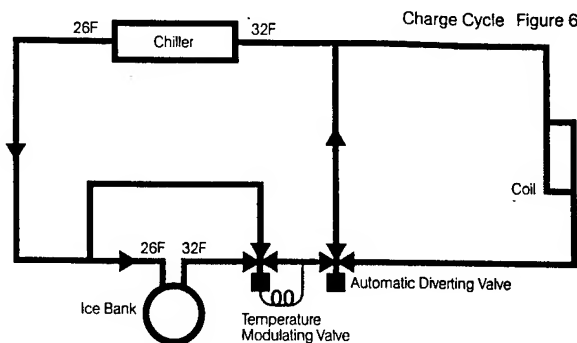 Charge Cycle Figure 6
26F
Chiller
32F
Coil
26F 32F
Automatic Diverting Valve
Ice Bank
Temperature
Modulating Valve